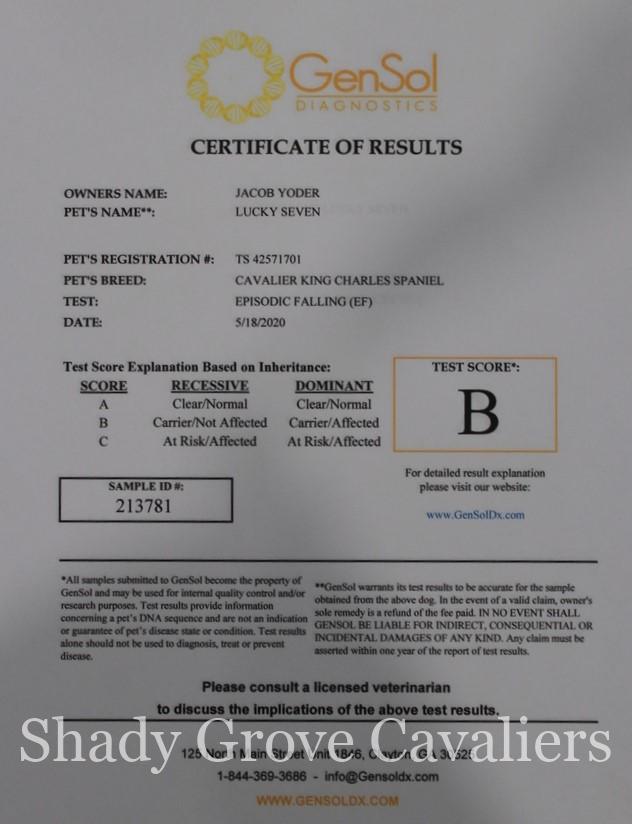 GenSol
DIAGNOSTICS
CERTIFICATE OF RESULTS
OWNERS NAME: JACOB YODER
PET'S NAME**: LUCKY SEVEN
PET'S REGISTRATION #: TS 42571701
PET'S BREED: CAVALIER KING CHARLES SPANIEL
TEST: EPISODIC FALLING (EF)
DATE: 5/18/2020
Test Score Explanation Based on Inheritance:
SCORE RECESSIVE DOMINANT
A Clear/Normal Clear/Normal
B Carrier/Not Affected Carrier/Affected
C At Risk/Affected At Risk/Affected
TEST SCORE*:
B
For detailed result explanation
please visit our website:
www.GenSolDx.com
SAMPLE ID #:
213781
*All samples submitted to GenSol become the property of
GenSol and may be used for internal quality control and/or
research purposes. Test results provide information
concerning a pet's DNA sequence and are not an indication
or guarantee of pet's disease state or condition. Test results
alone should not be used to diagnosis, treat or prevent
disease.
**GenSol warrants its test results to be accurate for the sample
obtained from the above dog. In the event of a valid claim, owner's
sole remedy is a refund of the fee paid. IN NO EVENT SHALL
GENSOL BE LIABLE FOR INDIRECT, CONSEQUENTIAL OR
INCIDENTAL DAMAGES OF ANY KIND. Any claim must be
asserted within one year of the report of test results.
Please consult a licensed veterinarian
to discuss the implications of the above test results.
Shady Grove Cavaliers
125 North Main Street Unit 1846, Clayton, GA 30525
1-844-369-3686 - info@Gensoldx.com
WWW.GENSOLDX.COM